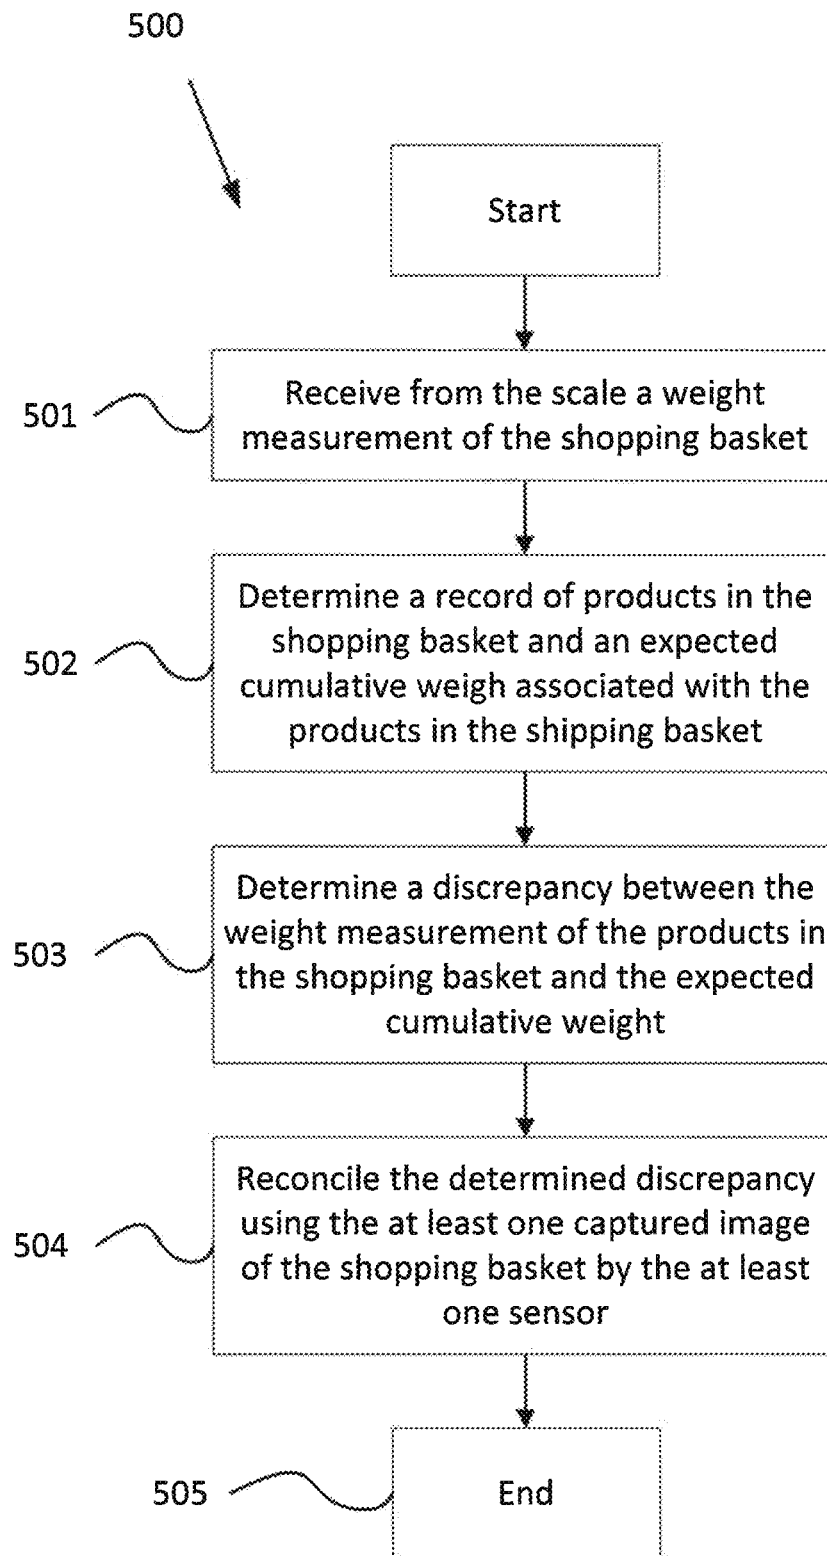 500
Start
501
Receive from the scale a weight
measurement of the shopping basket
502
Determine a record of products in the
shopping basket and an expected
cumulative weigh associated with the
products in the shipping basket
503
Determine a discrepancy between the
weight measurement of the products in
the shopping basket and the expected
cumulative weight
504
Reconcile the determined discrepancy
using the at least one captured image
of the shopping basket by the at least
one sensor
505
End